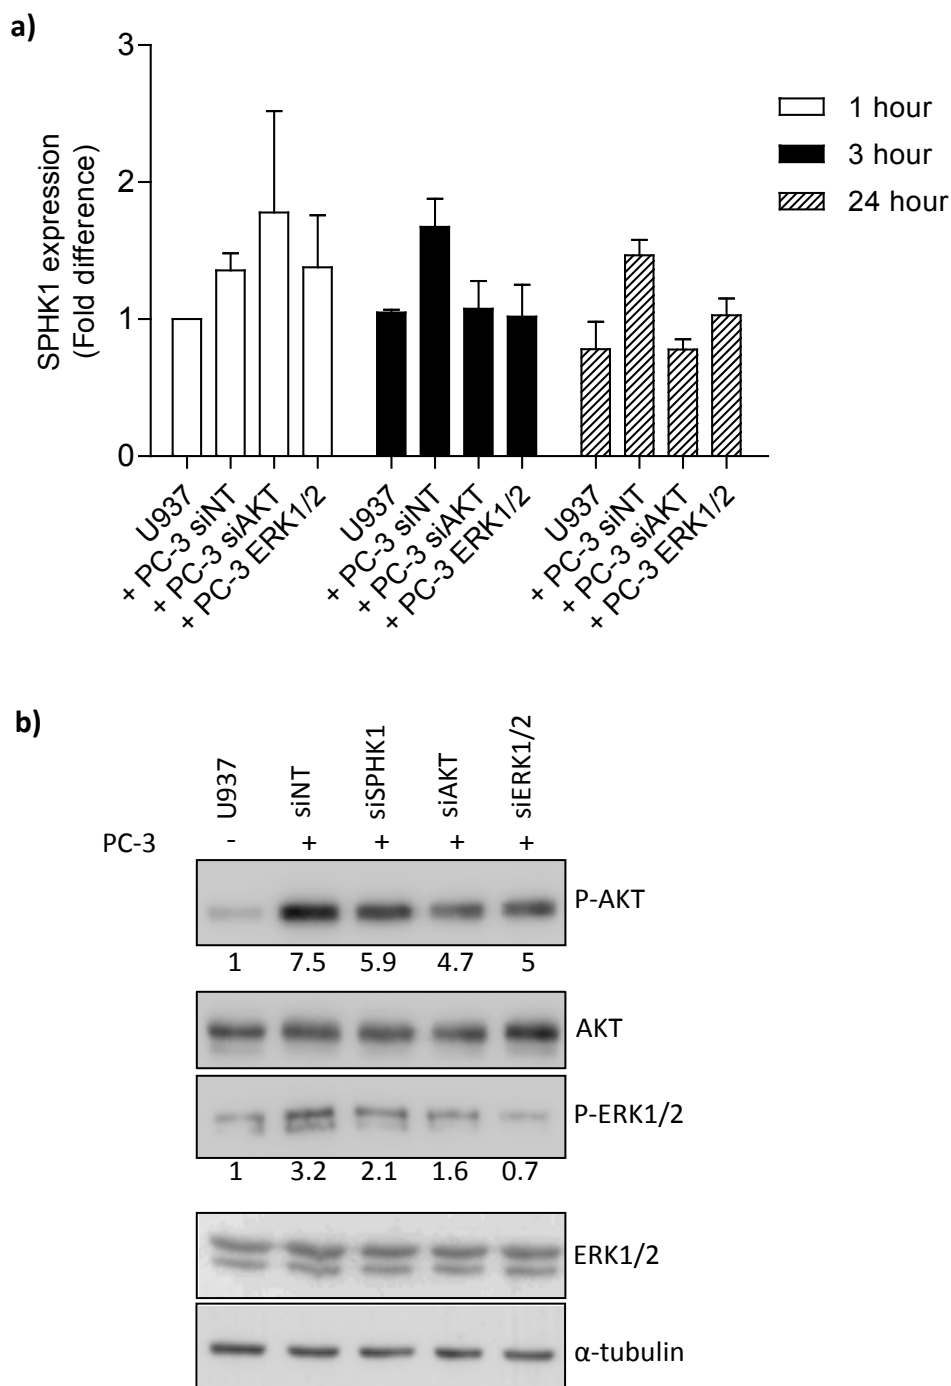 a)
3
2
1
0
SPHK1 expression
(Fold difference)
1 hour
3 hour
24 hour
U937
+ PC-3 siNT
+ PC-3 siAKT
+ PC-3 ERK1/2
U937
+ PC-3 siNT
+ PC-3 siAKT
+ PC-3 ERK1/2
U937
+ PC-3 siNT
+ PC-3 siAKT
+ PC-3 ERK1/2
b)
U937
siNT
siSPHK1
siAKT
siERK1/2
PC-3 - + + + +
P-AKT
1 7.5 5.9 4.7 5
AKT
P-ERK1/2
1 3.2 2.1 1.6 0.7
ERK1/2
α-tubulin